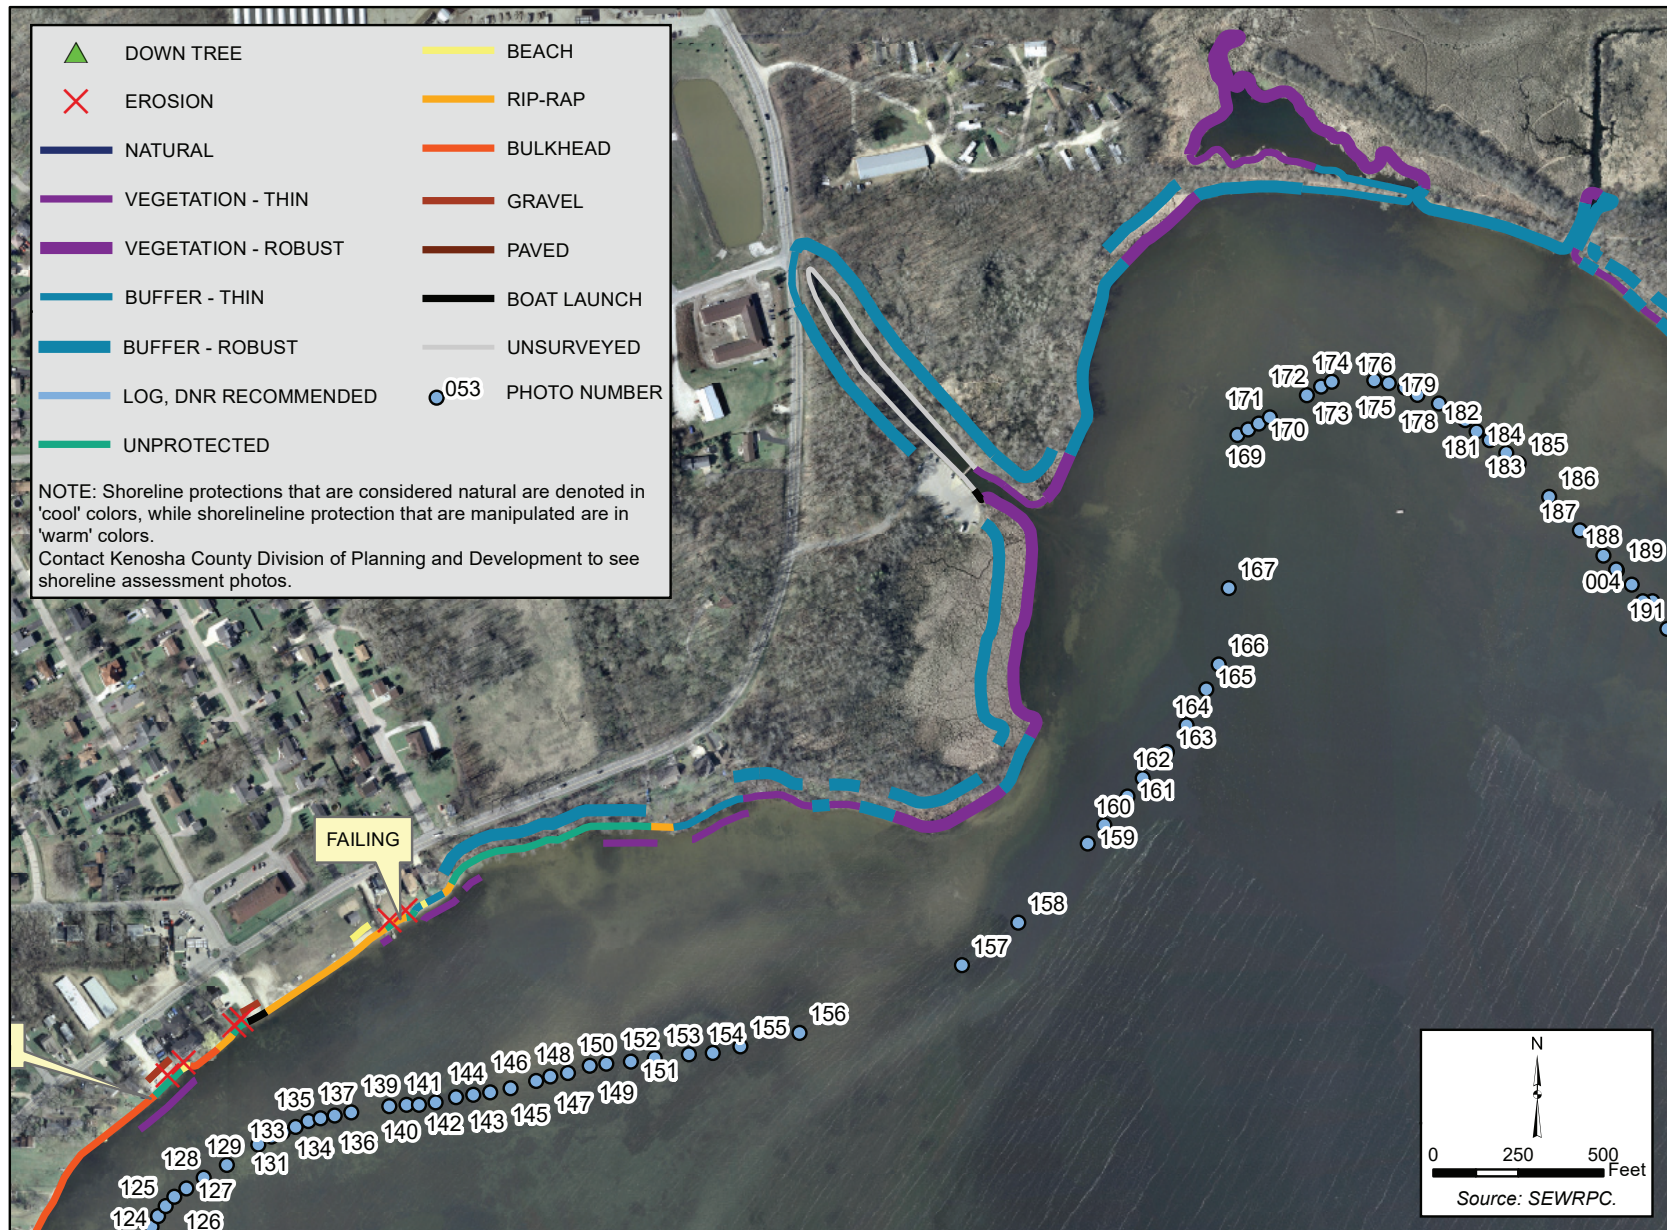 DOWN TREE
EROSION
NATURAL
VEGETATION - THIN
VEGETATION - ROBUST
BUFFER - THIN
BUFFER - ROBUST
LOG, DNR RECOMMENDED
UNPROTECTED
BEACH
RIP-RAP
BULKHEAD
GRAVEL
PAVED
BOAT LAUNCH
UNSURVEYED
053 PHOTO NUMBER
NOTE: Shoreline protections that are considered natural are denoted in
'cool' colors, while shorelineline protection that are manipulated are in
'warm' colors.
Contact Kenosha County Division of Planning and Development to see
shoreline assessment photos.
174
176
172
179
171
173
175
178
182
170
184
185
169
181
183
186
187
188
189
167
004
191
166
165
164
163
162
161
160
FAILING
159
158
157
156
155
154
153
152
150
151
148
149
146
147
144
145
141
143
139
142
137
140
135
136
133
134
129
131
128
127
125
124
126
N
0
250
500
Feet
Source: SEWRPC.